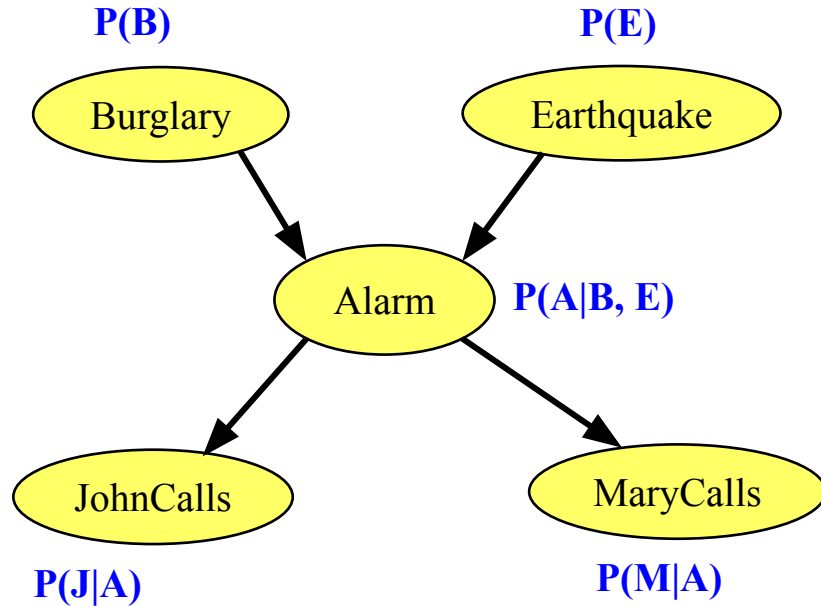 P(B)
P(E)
Burglary
Earthquake
Alarm
P(A|B, E)
JohnCalls
MaryCalls
P(J|A)
P(M|A)